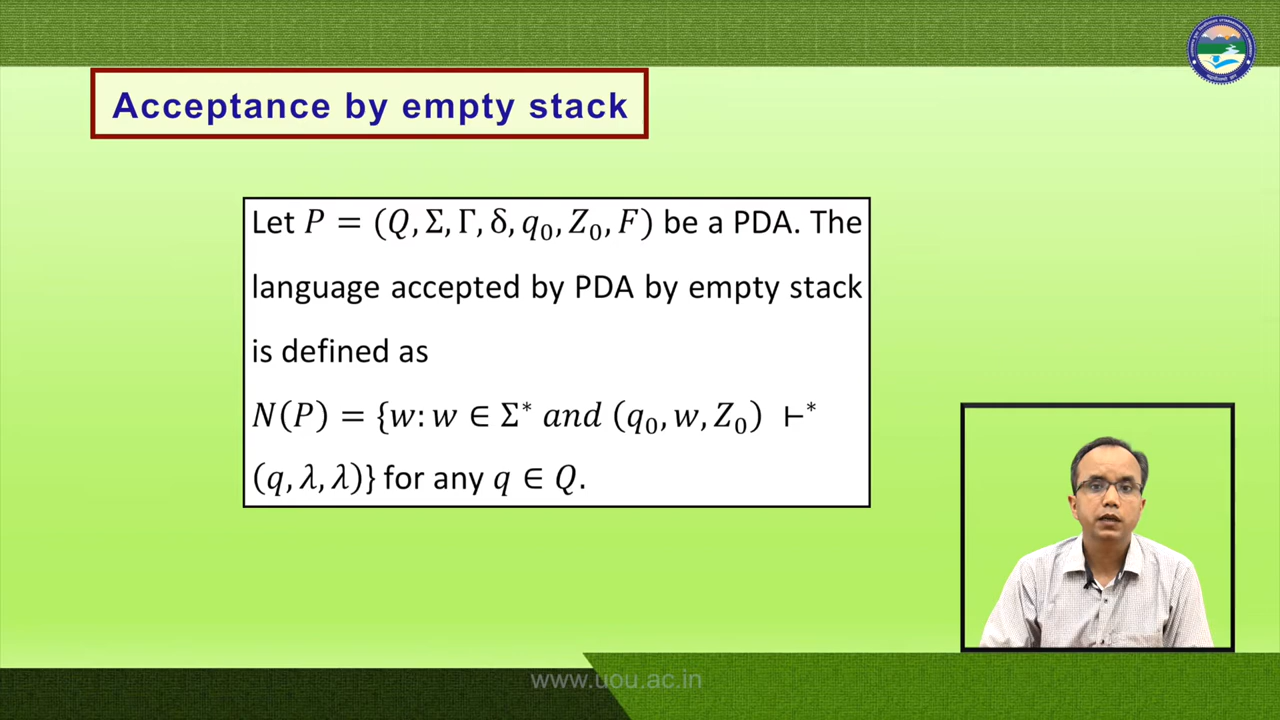 Acceptance by empty stack
Let P = (Q, Σ, Γ, δ, q₀, Z₀, F) be a PDA. The
language accepted by PDA by empty stack
is defined as
N(P) = {w: w ∈ Σ* and (q₀, w, Z₀) ⊢*
(q, λ, λ)} for any q ∈ Q.
www.uou.ac.in